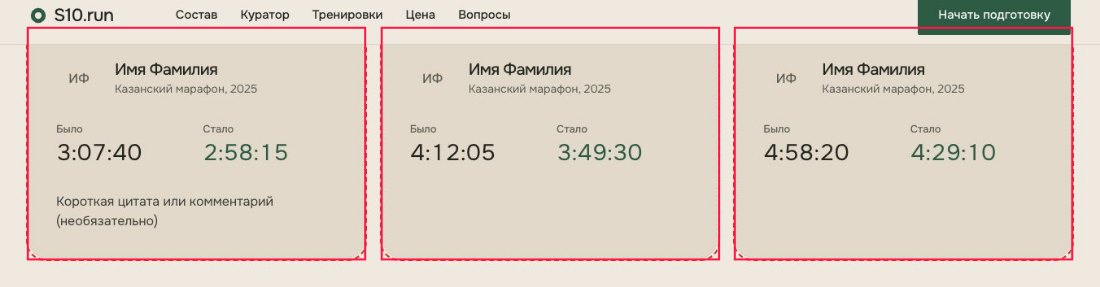 S10.run Состав Куратор Тренировки Цена Вопросы Начать подготовку
ИФ Имя Фамилия
Казанский марафон, 2025
Было Стало
3:07:40 2:58:15
Короткая цитата или комментарий
(необязательно)
ИФ Имя Фамилия
Казанский марафон, 2025
Было Стало
4:12:05 3:49:30
ИФ Имя Фамилия
Казанский марафон, 2025
Было Стало
4:58:20 4:29:10